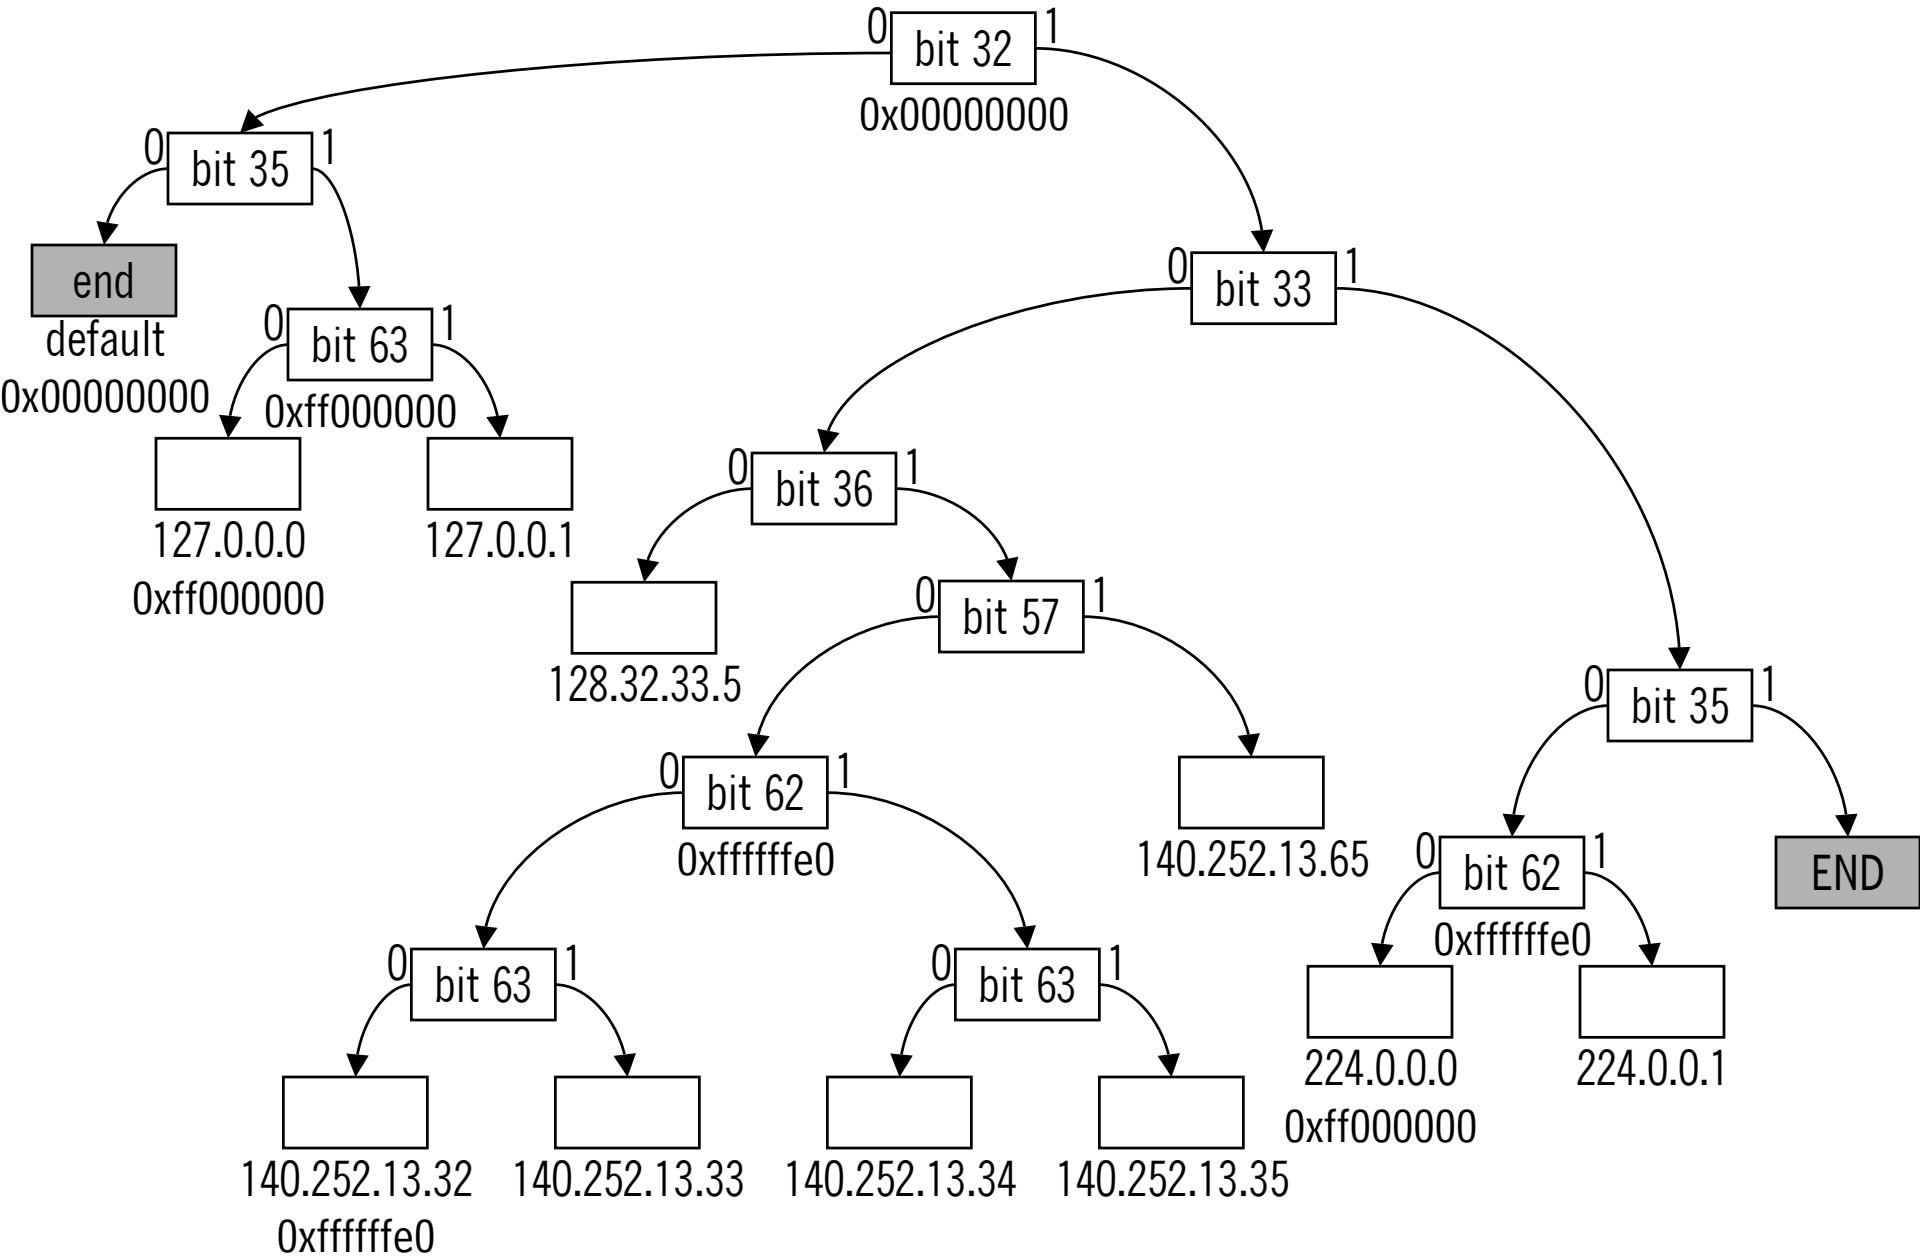 0 bit 32 1
0x00000000
0 bit 35 1
end
default
0x00000000
0 bit 63 1
0xff000000
127.0.0.0
0xff000000
127.0.0.1
0 bit 33 1
0 bit 36 1
128.32.33.5
0 bit 57 1
0 bit 62 1
0xffffffe0
140.252.13.65
0 bit 63 1
140.252.13.32
0xffffffe0
140.252.13.33
0 bit 63 1
140.252.13.34
140.252.13.35
0 bit 35 1
0 bit 62 1
0xffffffe0
END
224.0.0.0
0xff000000
224.0.0.1